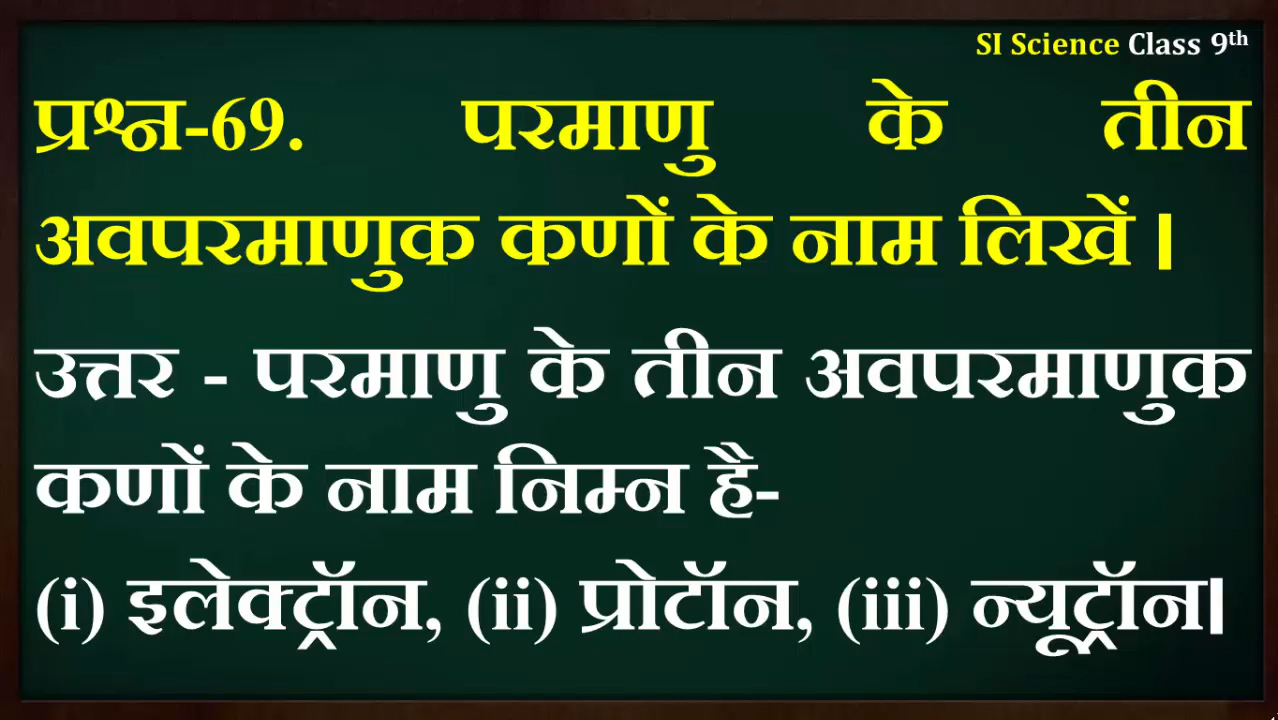 SI Science Class 9th
प्रश्न-69. परमाणु के तीन
अवपरमाणुक कणों के नाम लिखें।
उत्तर - परमाणु के तीन अवपरमाणुक
कणों के नाम निम्न है-
(i) इलेक्ट्रॉन, (ii) प्रोटॉन, (iii) न्यूट्रॉन।